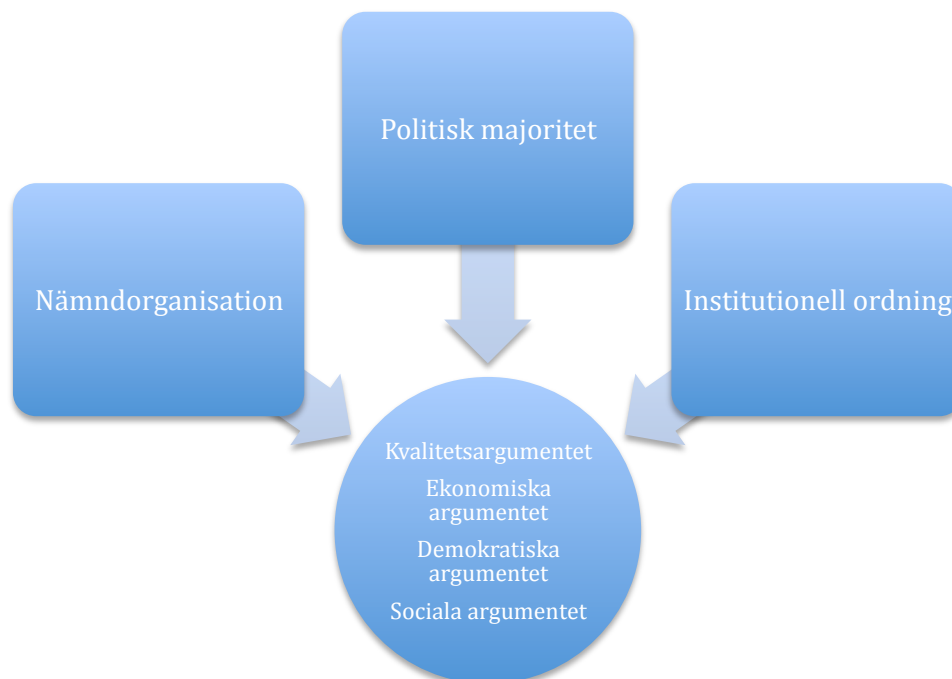 Politisk majoritet
Nämndorganisation
Institutionell ordning
Kvalitetsargumentet
Ekonomiska
argumentet
Demokratiska
argumentet
Sociala argumentet